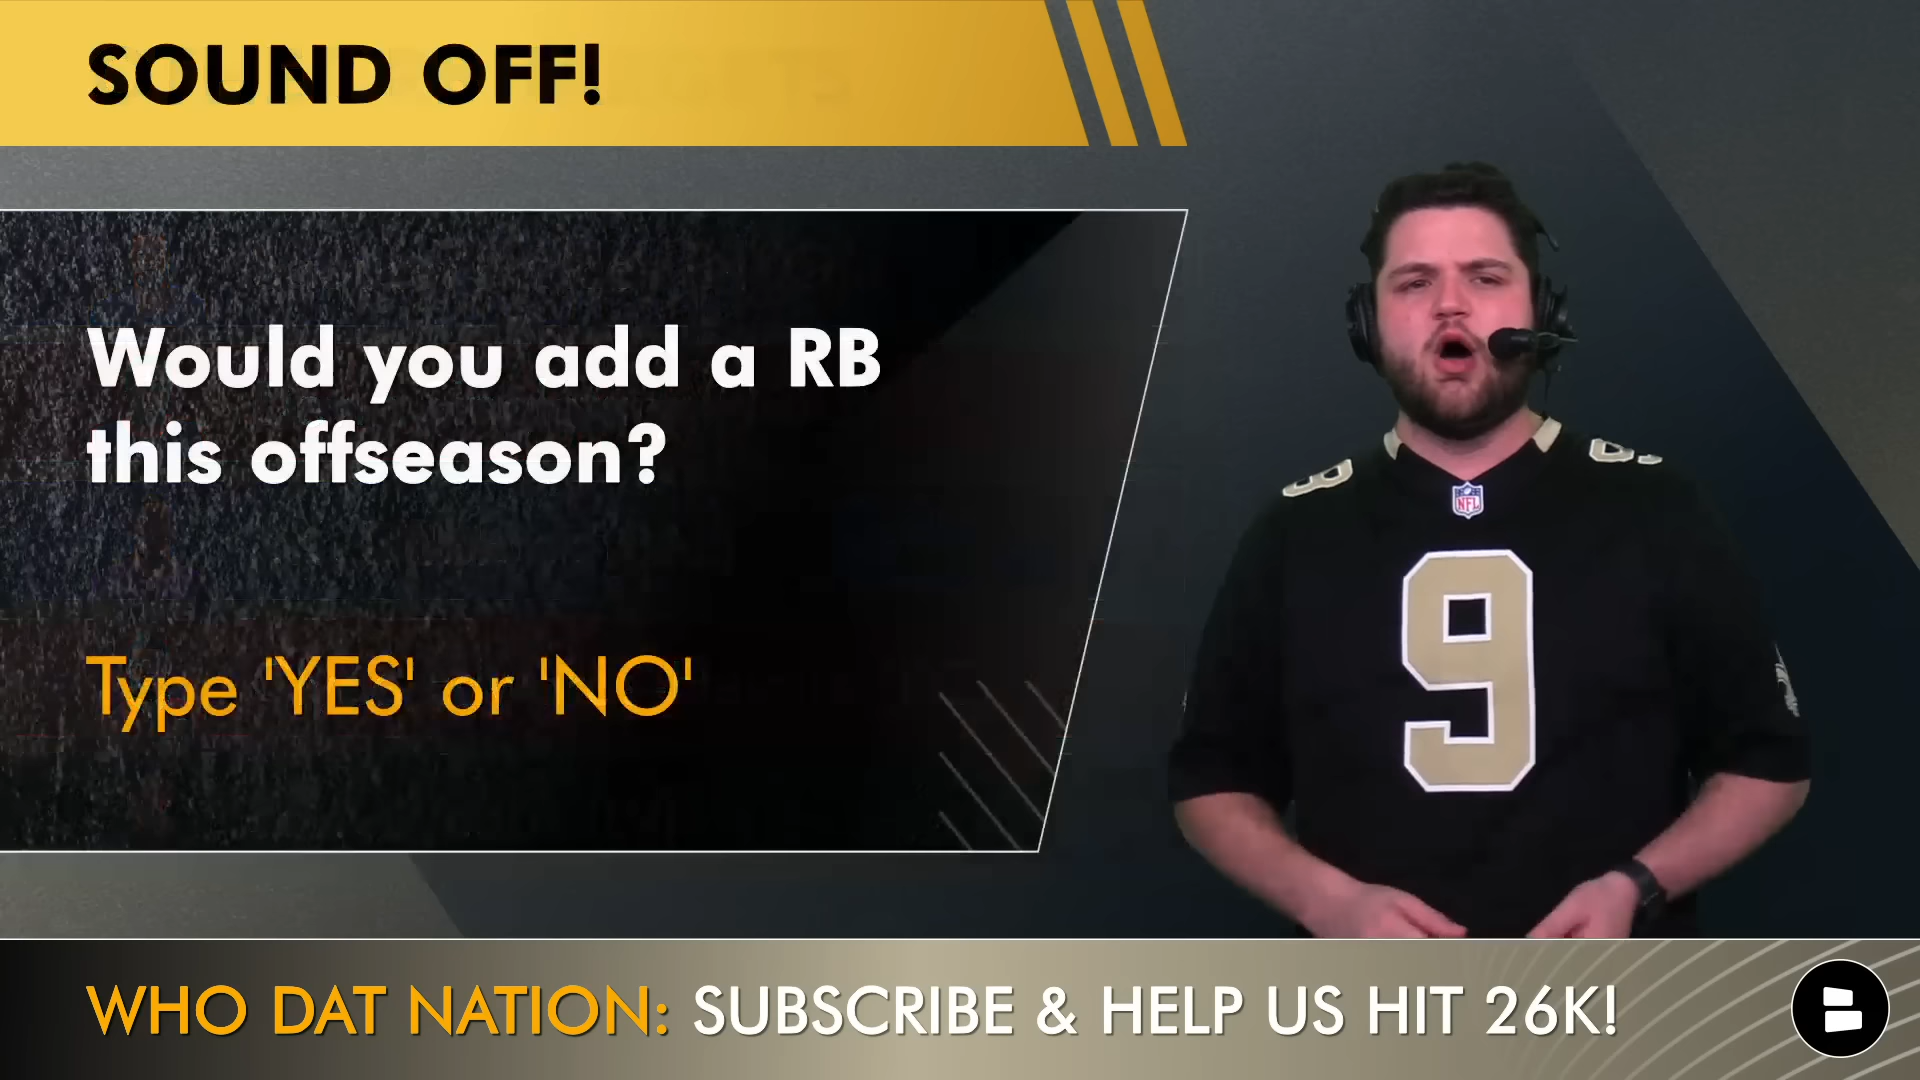 SOUND OFF!
Would you add a RB
this offseason?
Type 'YES' or 'NO'
NFL
9
WHO DAT NATION: SUBSCRIBE & HELP US HIT 26K!